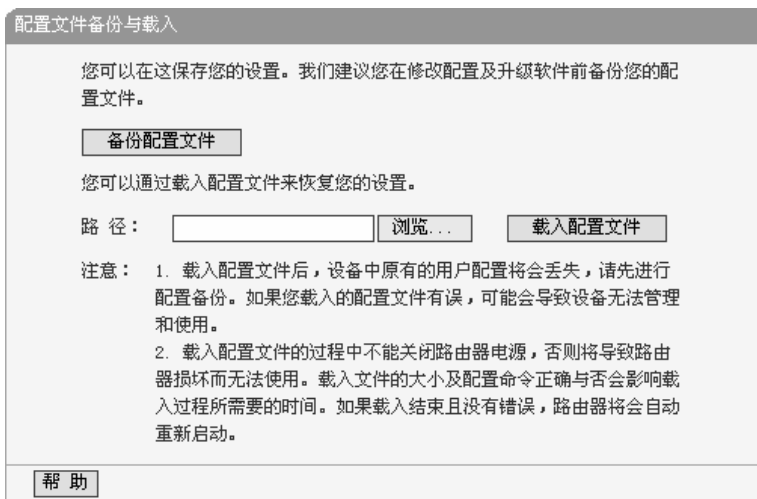 配置文件备份与载入
您可以在这保存您的设置。我们建议您在修改配置及升级软件前备份您的配
置文件。
备份配置文件
您可以通过载入配置文件来恢复您的设置。
路 径： 浏览... 载入配置文件
注意： 1. 载入配置文件后，设备中原有的用户配置将会丢失，请先进行
配置备份。如果您载入的配置文件有误，可能会导致设备无法管理
和使用。
2. 载入配置文件的过程中不能关闭路由器电源，否则将导致路由
器损坏而无法使用。载入文件的大小及配置命令正确与否会影响载
入过程所需要的时间。如果载入结束且没有错误，路由器将会自动
重新启动。
帮 助